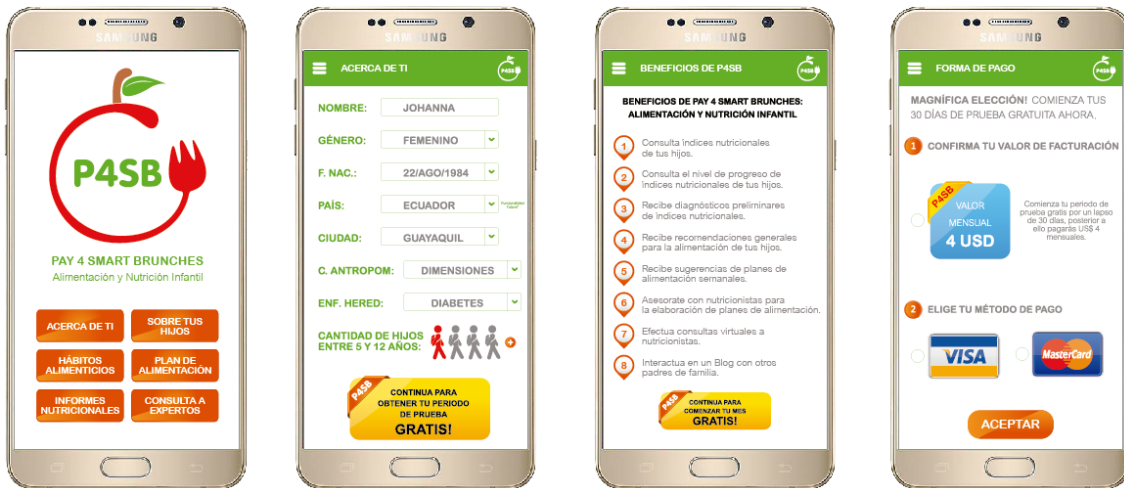 SAMSUNG
P4SB
PAY 4 SMART BRUNCHES
Alimentación y Nutrición Infantil
ACERCA DE TI
SOBRE TUS
HIJOS
HÁBITOS
ALIMENTICIOS
PLAN DE
ALIMENTACIÓN
INFORMES
NUTRICIONALES
CONSULTA A
EXPERTOS
SAMSUNG
ACERCA DE TI
P4SB
NOMBRE: JOHANNA
GÉNERO: FEMENINO
F. NAC.: 22/AGO/1984
PAÍS: ECUADOR
CIUDAD: GUAYAQUIL
C. ANTROPOM: DIMENSIONES
ENF. HERED: DIABETES
CANTIDAD DE HIJOS
ENTRE 5 Y 12 AÑOS:
P4SB
CONTINUA PARA
OBTENER TU PERIODO
DE PRUEBA
GRATIS!
SAMSUNG
BENEFICIOS DE P4SB
P4SB
BENEFICIOS DE PAY 4 SMART BRUNCHES:
ALIMENTACIÓN Y NUTRICIÓN INFANTIL
1 Consulta índices nutricionales
de tus hijos.
2 Consulta el nivel de progreso de
índices nutricionales de tus hijos.
3 Recibe diagnósticos preliminares
de índices nutricionales.
4 Recibe recomendaciones generales
para la alimentación de tus hijos.
5 Recibe sugerencias de planes de
alimentación semanales.
6 Asesorate con nutricionistas para
la elaboración de planes de alimentación.
7 Efectua consultas virtuales a
nutricionistas.
8 Interactua en un Blog con otros
padres de familia.
P4SB
CONTINUA PARA
COMENZAR TU MES
GRATIS!
SAMSUNG
FORMA DE PAGO
P4SB
MAGNÍFICA ELECCIÓN! COMIENZA TUS
30 DÍAS DE PRUEBA GRATUITA AHORA.
1 CONFIRMA TU VALOR DE FACTURACIÓN
P4SB
VALOR
MENSUAL
4 USD
Comienza tu periodo de
prueba gratis por un lapso
de 30 días, posterior a
ello pagarás US$ 4
mensuales.
2 ELIGE TU MÉTODO DE PAGO
VISA
MasterCard
ACEPTAR